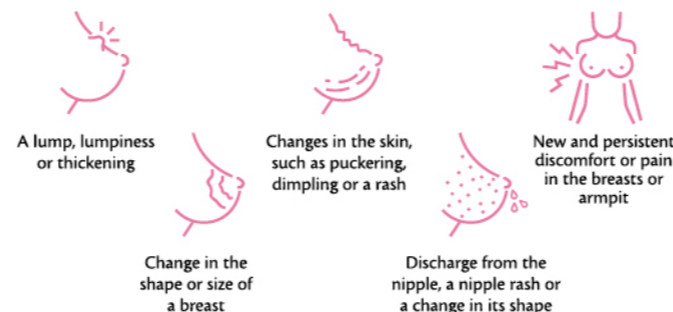 A lump, lumpiness
or thickening
Changes in the skin,
such as puckering,
dimpling or a rash
New and persistent
discomfort or pain
in the breasts or
armpit
Change in the
shape or size of
a breast
Discharge from the
nipple, a nipple rash or
a change in its shape